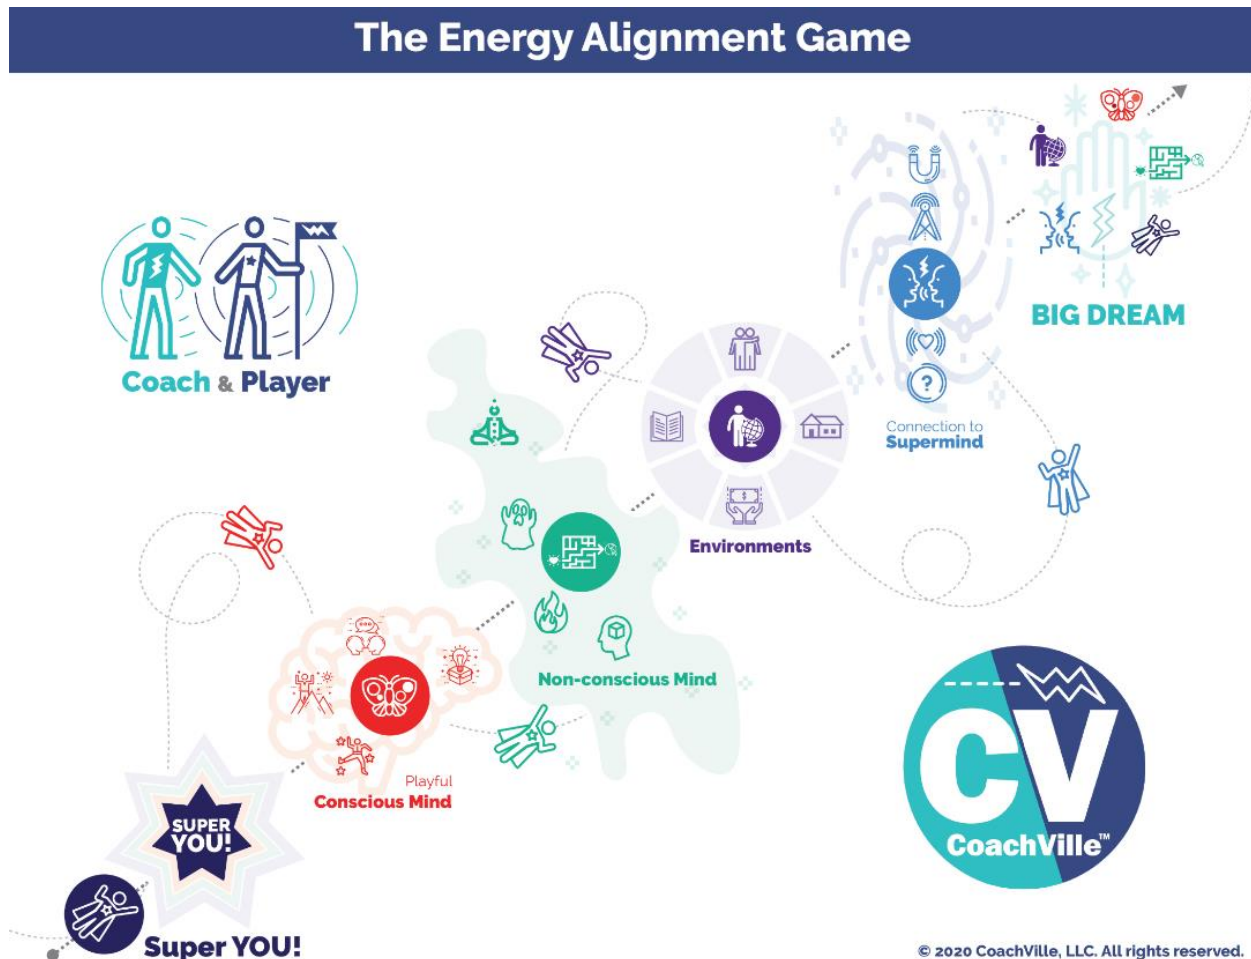 The Energy Alignment Game
BIG DREAM
Coach & Player
Connection to
Supermind
Environments
Non-conscious Mind
Playful
Conscious Mind
SUPER
YOU!
Super YOU!
CV
CoachVille™
© 2020 CoachVille, LLC. All rights reserved.